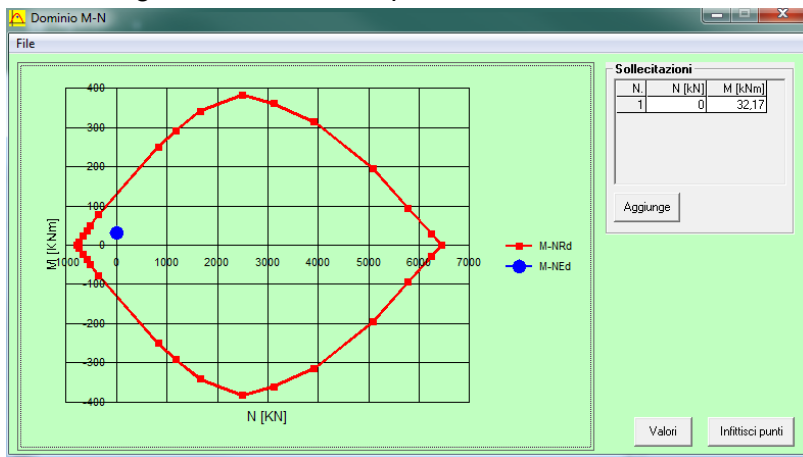 Dominio M-N
File
400
300
200
100
0
-100
-200
-300
-400
M [KNm]
-1000 0 1000 2000 3000 4000 5000 6000 7000
N [KN]
M-NRd
M-NEd
Sollecitazioni
N. N [kN] M [kNm]
1 0 32,17
Aggiunge
Valori Infittisci punti